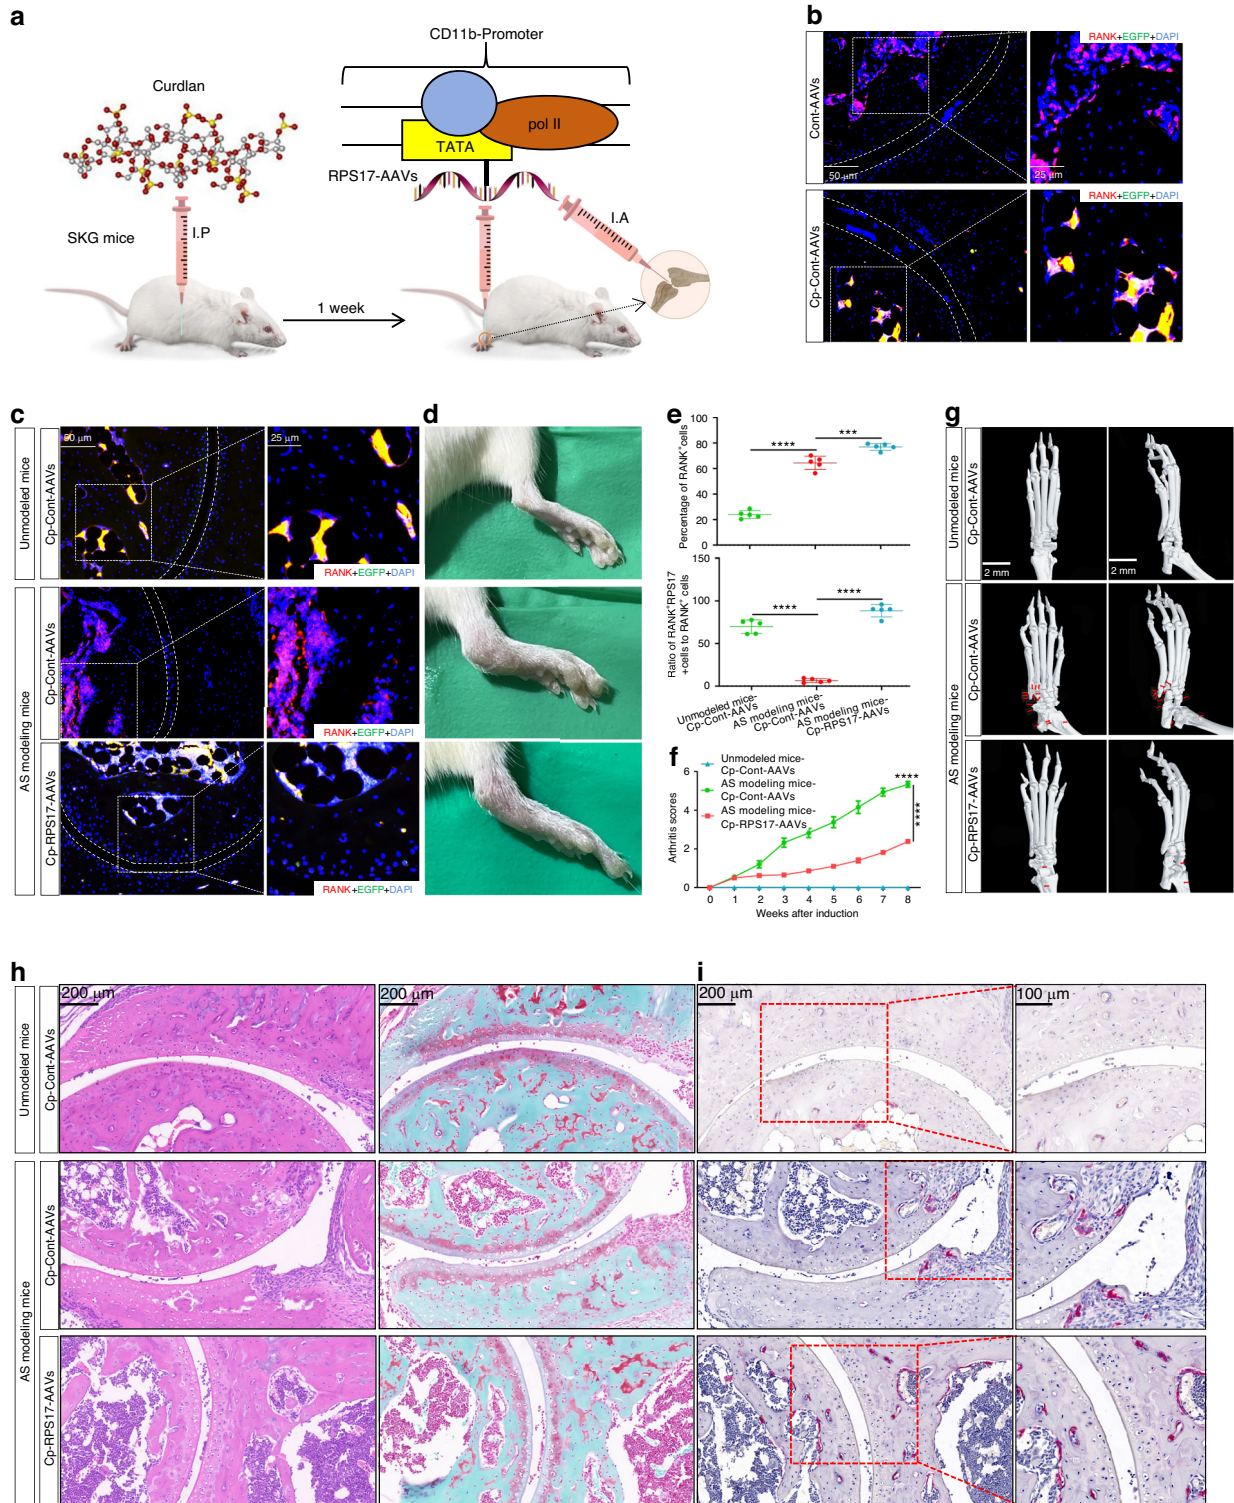 a
CD11b-Promoter
Curdlan
pol II
TATA
RPS17-AAVs
I.P
I.A
SKG mice
1 week
b
Cont-AAVs
RANK+EGFP+DAPI
50 μm
25 μm
Cp-Cont-AAVs
RANK+EGFP+DAPI
c
Unmodeled mice
Cp-Cont-AAVs
50 μm
25 μm
RANK+EGFP+DAPI
AS modeling mice
Cp-Cont-AAVs
RANK+EGFP+DAPI
Cp-RPS17-AAVs
RANK+EGFP+DAPI
d
e
Percentage of RANK⁺cells
100
80
60
40
20
0
****
***
Ratio of RANK⁺RPS17
+cells to RANK⁺ cells
150
100
50
0
****
****
Unmodeled mice-
Cp-Cont-AAVs
AS modeling mice-
Cp-Cont-AAVs
AS modeling mice-
Cp-RPS17-AAVs
f
Unmodeled mice-
Cp-Cont-AAVs
AS modeling mice-
Cp-Cont-AAVs
AS modeling mice-
Cp-RPS17-AAVs
Arthritis scores
6
4
2
0
****
****
0 1 2 3 4 5 6 7 8
Weeks after induction
g
Unmodeled mice
Cp-Cont-AAVs
2 mm
2 mm
AS modeling mice
Cp-Cont-AAVs
Cp-RPS17-AAVs
h
Unmodeled mice
Cp-Cont-AAVs
200 μm
200 μm
AS modeling mice
Cp-Cont-AAVs
Cp-RPS17-AAVs
i
200 μm
100 μm